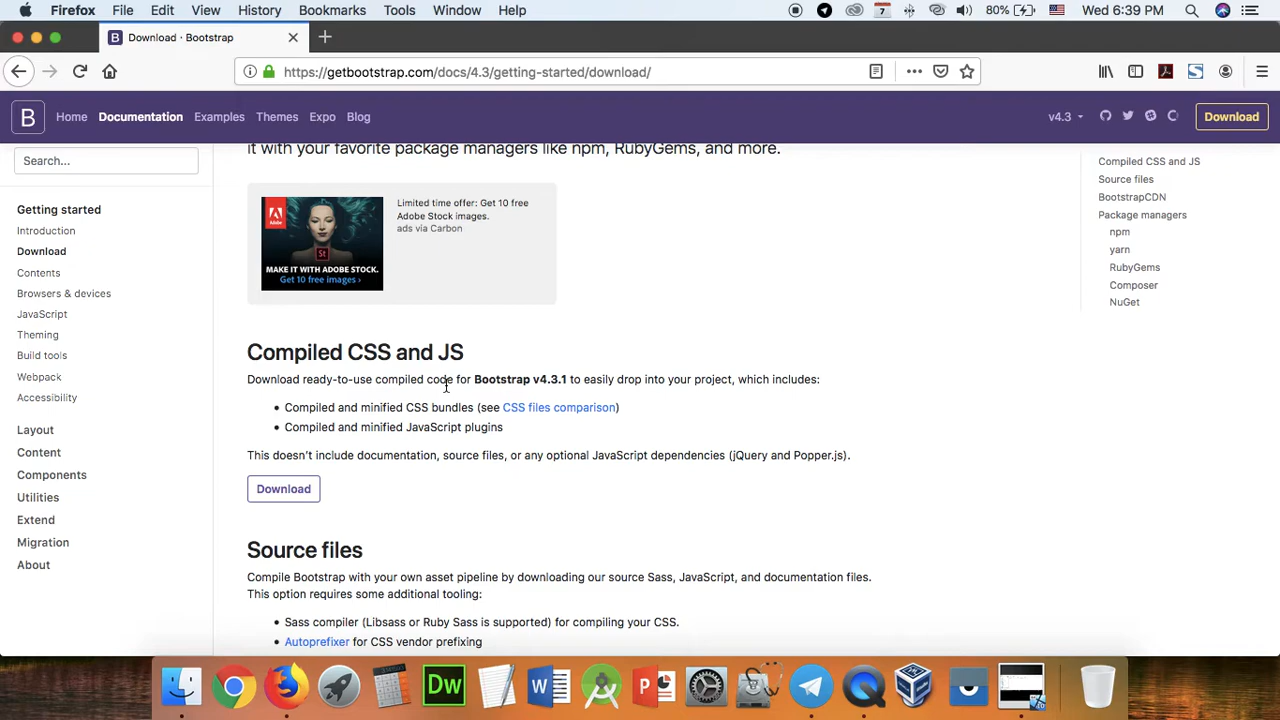 Firefox File Edit View History Bookmarks Tools Window Help 7 80% Wed 6:39 PM
B Download · Bootstrap
https://getbootstrap.com/docs/4.3/getting-started/download/
B Home Documentation Examples Themes Expo Blog v4.3 Download
it with your favorite package managers like npm, RubyGems, and more.
Search...
Getting started
Introduction
Download
Contents
Browsers & devices
JavaScript
Theming
Build tools
Webpack
Accessibility
Layout
Content
Components
Utilities
Extend
Migration
About
Adobe
St
MAKE IT WITH ADOBE STOCK.
Get 10 free images ›
Limited time offer: Get 10 free
Adobe Stock images.
ads via Carbon
Compiled CSS and JS
Download ready-to-use compiled code for Bootstrap v4.3.1 to easily drop into your project, which includes:
• Compiled and minified CSS bundles (see CSS files comparison)
• Compiled and minified JavaScript plugins
This doesn't include documentation, source files, or any optional JavaScript dependencies (jQuery and Popper.js).
Download
Source files
Compile Bootstrap with your own asset pipeline by downloading our source Sass, JavaScript, and documentation files.
This option requires some additional tooling:
• Sass compiler (Libsass or Ruby Sass is supported) for compiling your CSS.
• Autoprefixer for CSS vendor prefixing
Compiled CSS and JS
Source files
BootstrapCDN
Package managers
npm
yarn
RubyGems
Composer
NuGet
Dw W P